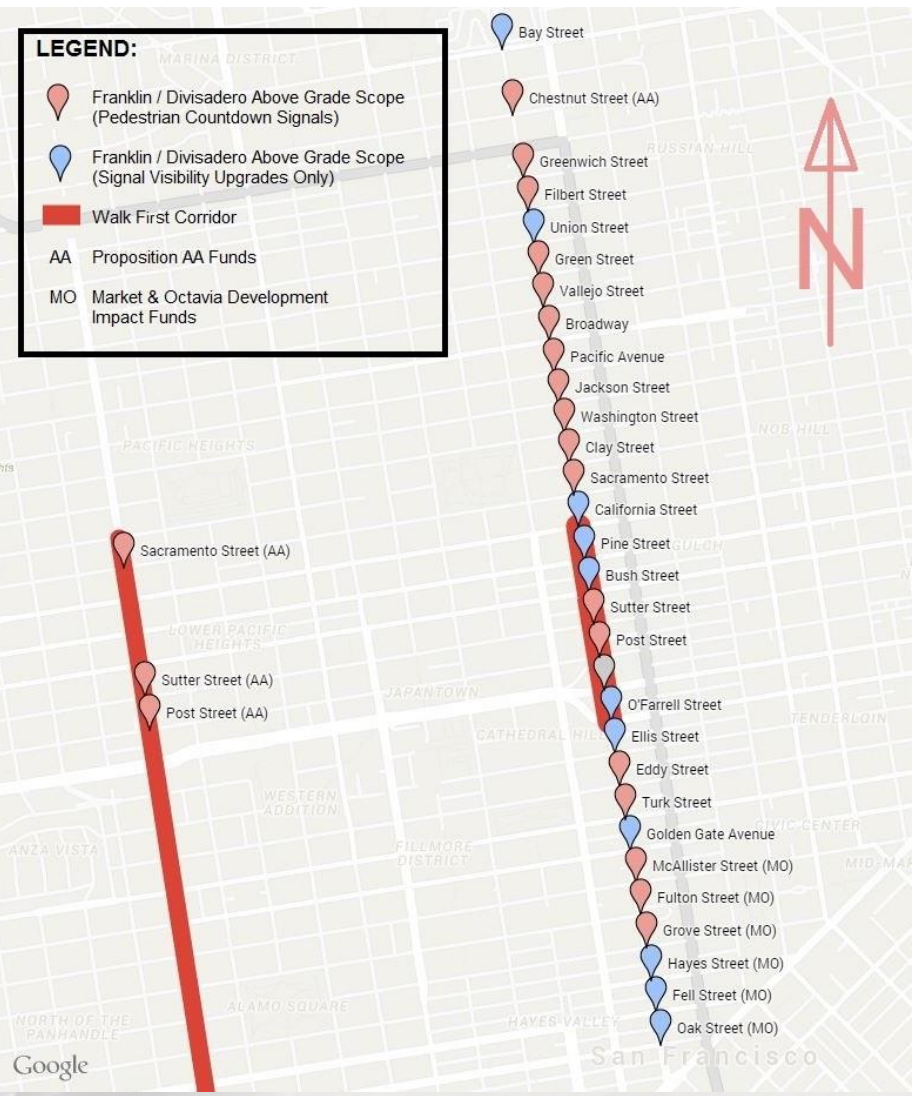 LEGEND:
Franklin / Divisadero Above Grade Scope
(Pedestrian Countdown Signals)
Franklin / Divisadero Above Grade Scope
(Signal Visibility Upgrades Only)
Walk First Corridor
AA Proposition AA Funds
MO Market & Octavia Development
Impact Funds
MARINA DISTRICT
Bay Street
Chestnut Street (AA)
RUSSIAN HILL
Greenwich Street
Filbert Street
Union Street
N
Green Street
Vallejo Street
Broadway
Pacific Avenue
Jackson Street
Washington Street
NOB HILL
PACIFIC HEIGHTS
Clay Street
Sacramento Street
California Street
Pine Street
GULCH
Sacramento Street (AA)
Bush Street
Sutter Street
LOWER PACIFIC
HEIGHTS
Post Street
Sutter Street (AA)
JAPANTOWN
O'Farrell Street
Post Street (AA)
TENDERLOIN
CATHEDRAL HILL
Ellis Street
Eddy Street
WESTERN
ADDITION
Turk Street
CIVIC CENTER
Golden Gate Avenue
ANZA VISTA
FILLMORE
DISTRICT
McAllister Street (MO)
MID-MAR
Fulton Street (MO)
Grove Street (MO)
Hayes Street (MO)
Fell Street (MO)
ALAMO SQUARE
NORTH OF THE
PANHANDLE
HAYES VALLEY
Oak Street (MO)
San Francisco
Google